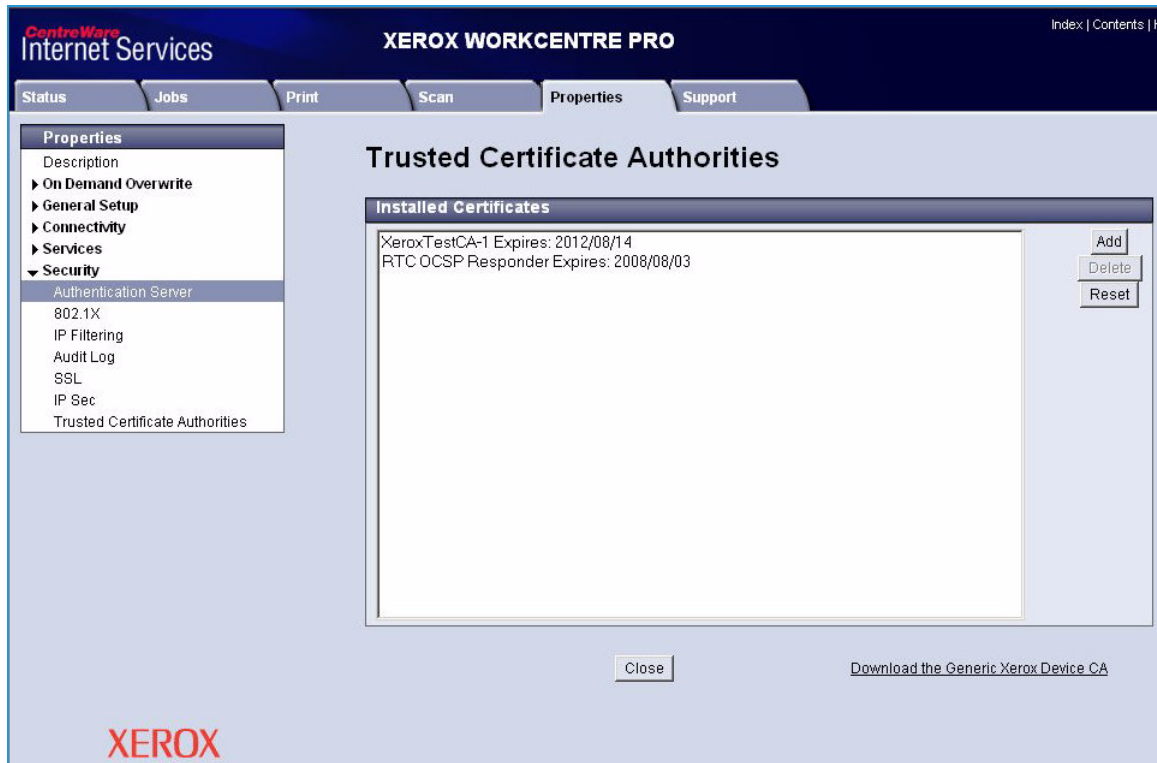 CentreWare
Internet Services
XEROX WORKCENTRE PRO
Index | Contents |
Status Jobs Print Scan Properties Support
Properties
Description
On Demand Overwrite
General Setup
Connectivity
Services
Security
Authentication Server
802.1X
IP Filtering
Audit Log
SSL
IP Sec
Trusted Certificate Authorities
Trusted Certificate Authorities
Installed Certificates
XeroxTestCA-1 Expires: 2012/08/14
RTC OCSP Responder Expires: 2008/08/03
Add
Delete
Reset
Close
Download the Generic Xerox Device CA
XEROX